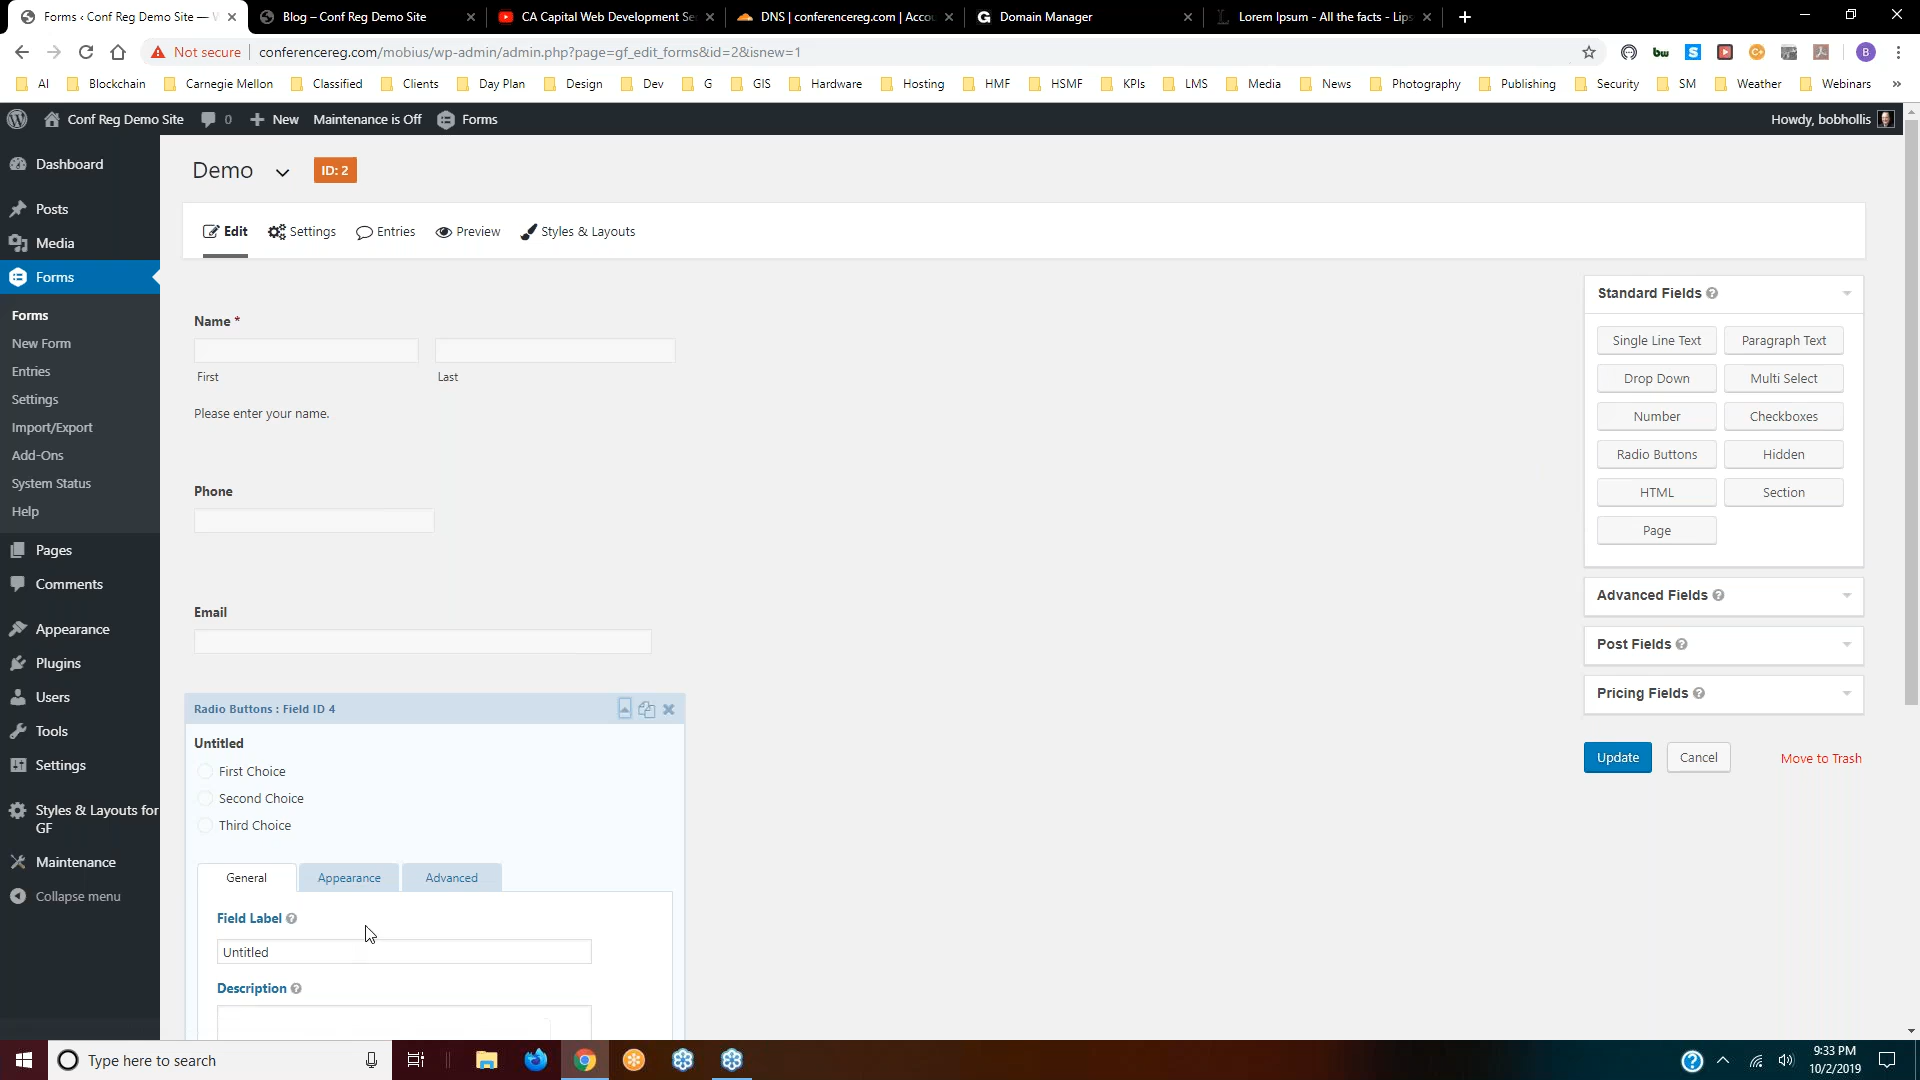 Forms ‹ Conf Reg Demo Site — W
Blog – Conf Reg Demo Site
CA Capital Web Development Se
DNS | conferencereg.com | Accou
Domain Manager
Lorem Ipsum - All the facts - Lips
Not secure
conferencereg.com/mobius/wp-admin/admin.php?page=gf_edit_forms&id=2&isnew=1
AI
Blockchain
Carnegie Mellon
Classified
Clients
Day Plan
Design
Dev
G
GIS
Hardware
Hosting
HMF
HSMF
KPIs
LMS
Media
News
Photography
Publishing
Security
SM
Weather
Webinars
Conf Reg Demo Site
0
New
Maintenance is Off
Forms
Howdy, bobhollis
Dashboard
Posts
Media
Forms
Forms
New Form
Entries
Settings
Import/Export
Add-Ons
System Status
Help
Pages
Comments
Appearance
Plugins
Users
Tools
Settings
Styles & Layouts for
GF
Maintenance
Collapse menu
Demo
ID: 2
Edit
Settings
Entries
Preview
Styles & Layouts
Name *
First
Last
Please enter your name.
Phone
Email
Radio Buttons : Field ID 4
Untitled
First Choice
Second Choice
Third Choice
General
Appearance
Advanced
Field Label
Untitled
Description
Standard Fields
Single Line Text
Paragraph Text
Drop Down
Multi Select
Number
Checkboxes
Radio Buttons
Hidden
HTML
Section
Page
Advanced Fields
Post Fields
Pricing Fields
Update
Cancel
Move to Trash
Type here to search
9:33 PM
10/2/2019